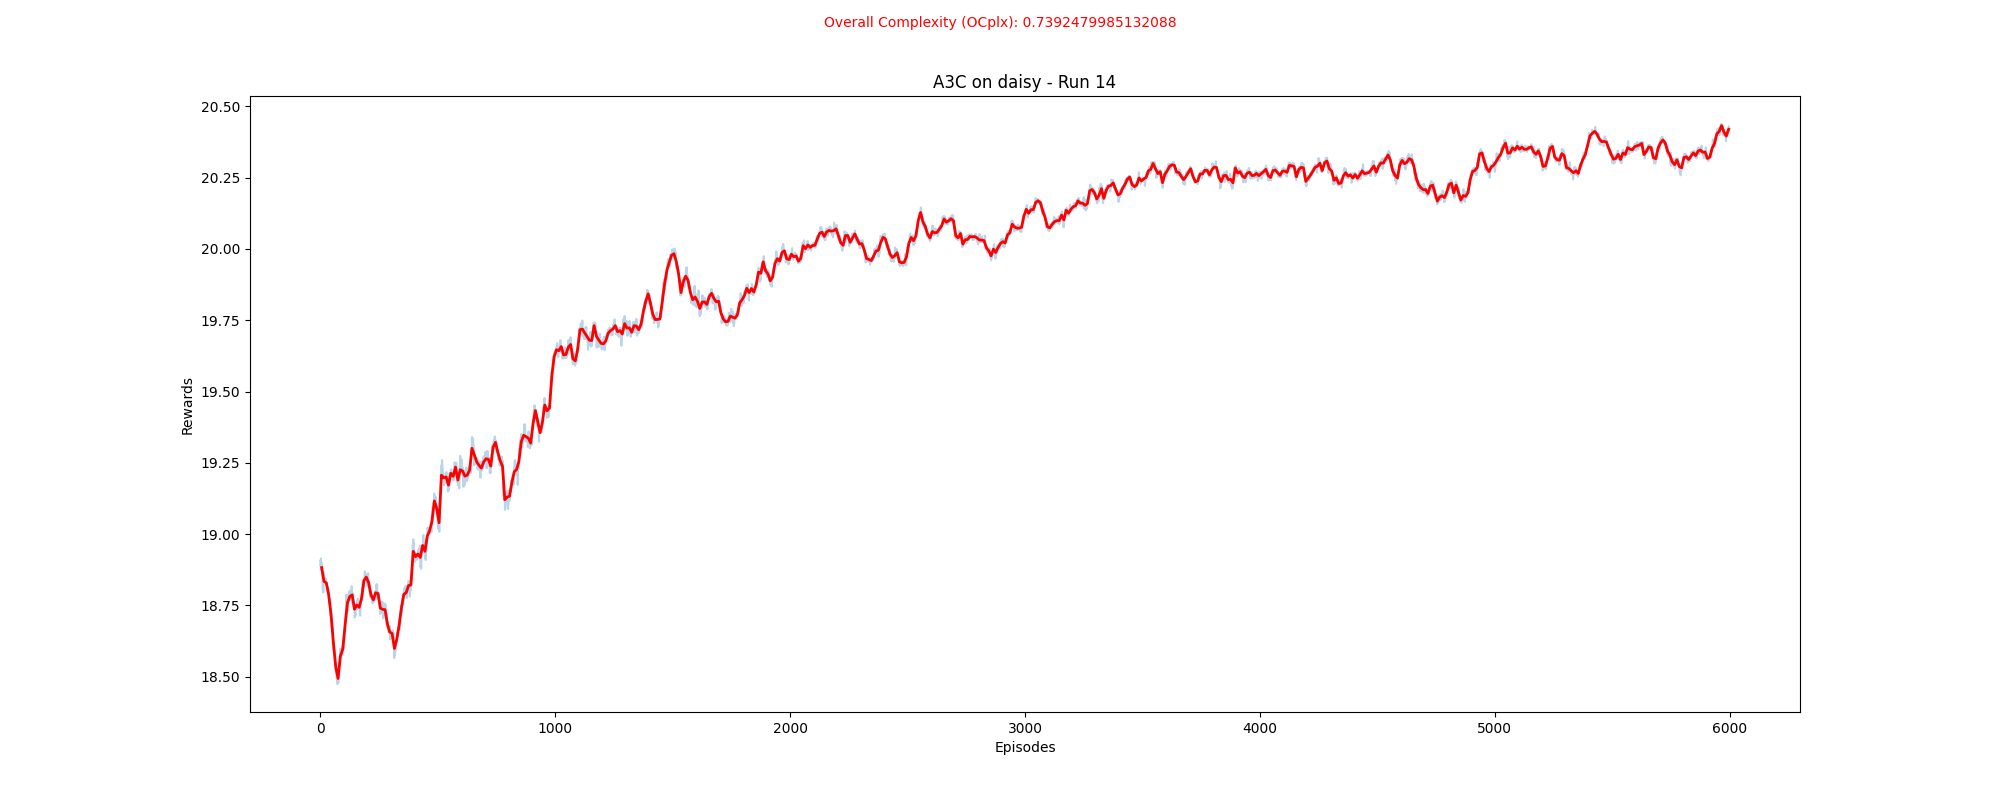 Overall Complexity (OCplx): 0.7392479985132088
A3C on daisy - Run 14
20.50
20.25
20.00
19.75
19.50
19.25
19.00
18.75
18.50
Rewards
0 1000 2000 3000 4000 5000 6000
Episodes